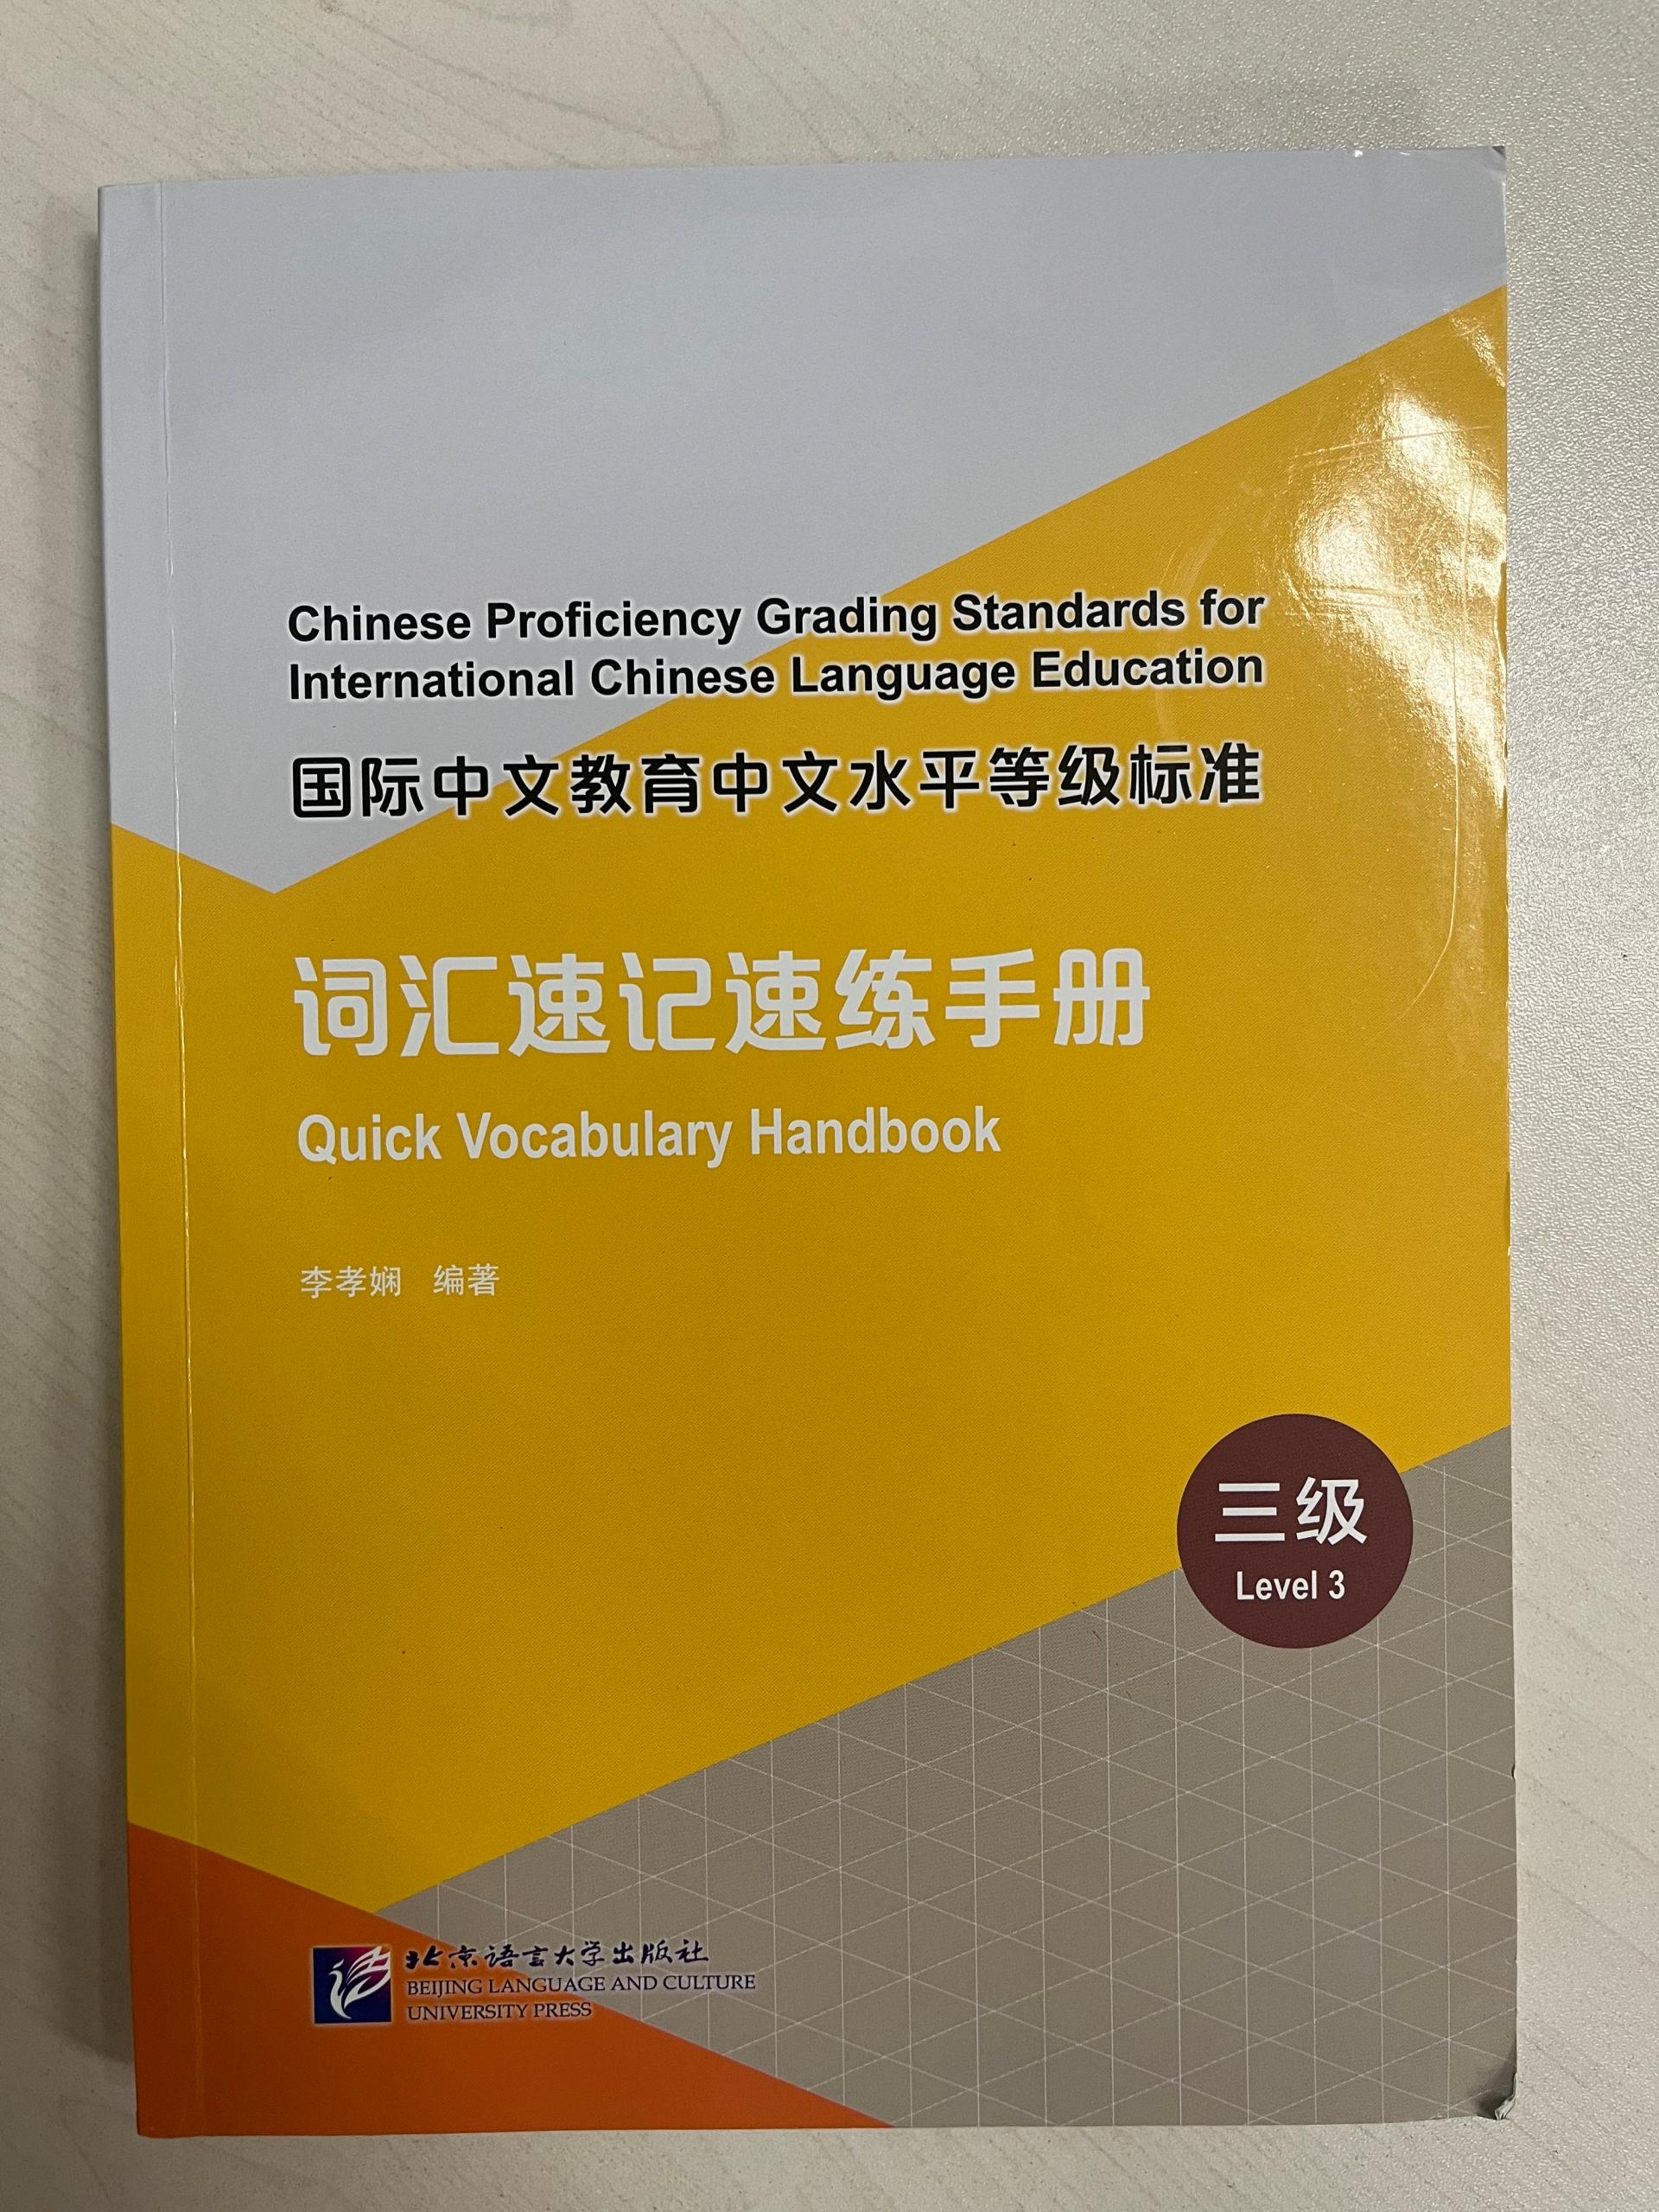 Chinese Proficiency Grading Standards for
International Chinese Language Education
国际中文教育中文水平等级标准
词汇速记速练手册
Quick Vocabulary Handbook
李孝娴 编著
三级
Level 3
北京语言大学出版社
BEIJING LANGUAGE AND CULTURE
UNIVERSITY PRESS